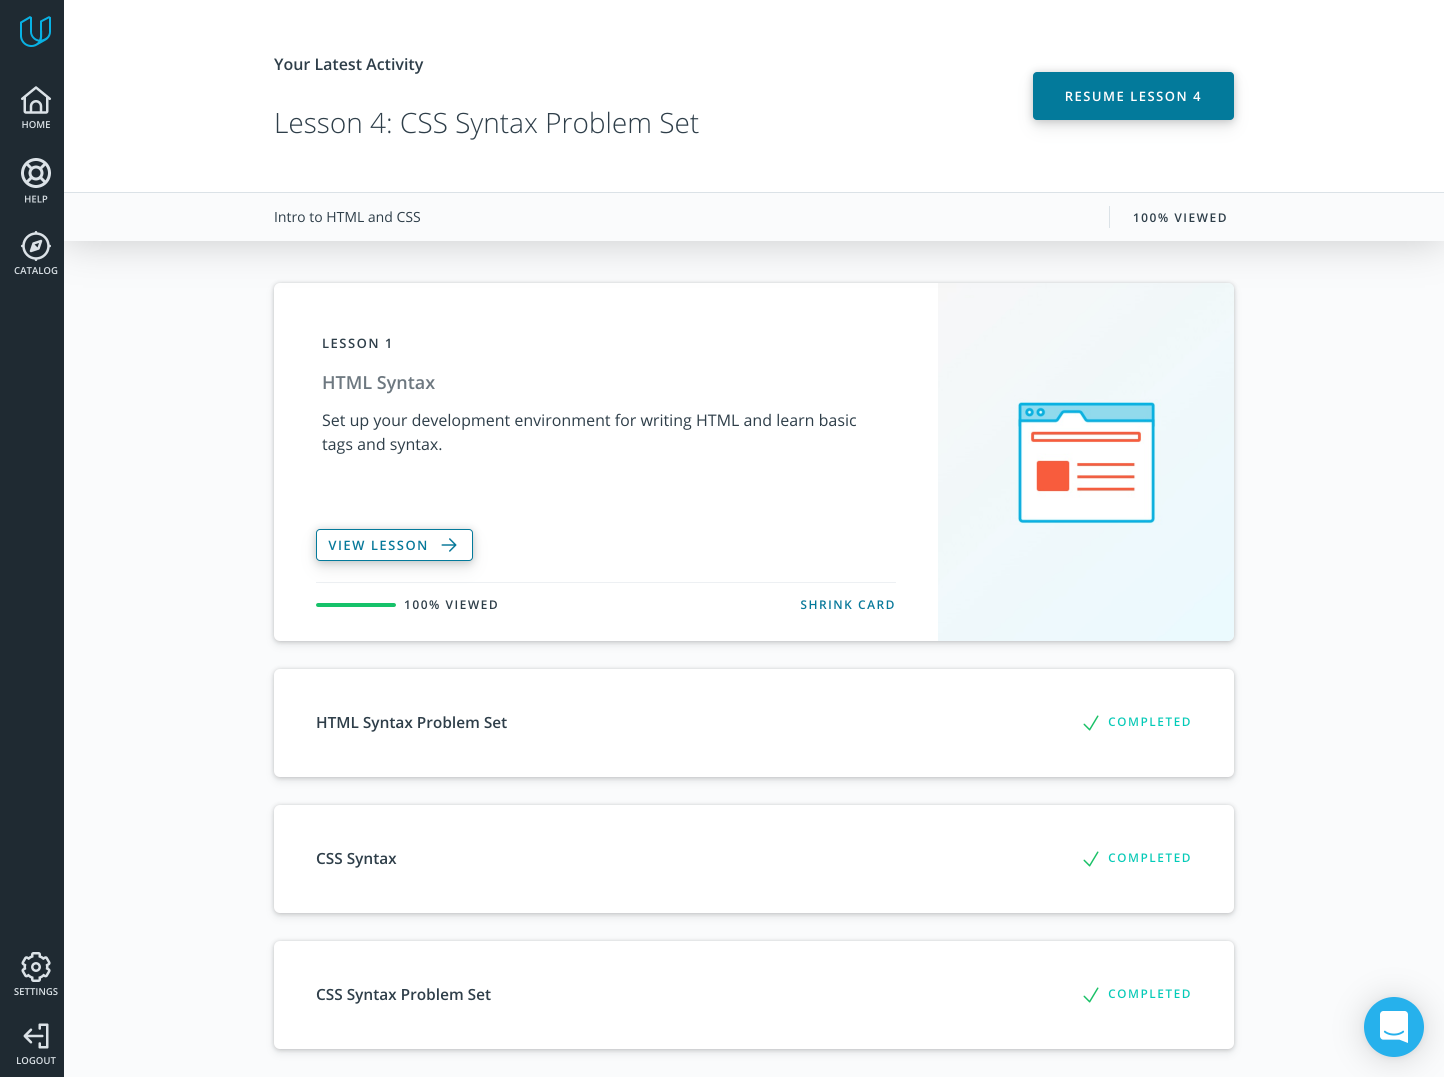 HOME
HELP
CATALOG
SETTINGS
LOGOUT
Your Latest Activity
Lesson 4: CSS Syntax Problem Set
RESUME LESSON 4
Intro to HTML and CSS
100% VIEWED
LESSON 1
HTML Syntax
Set up your development environment for writing HTML and learn basic
tags and syntax.
VIEW LESSON
100% VIEWED
SHRINK CARD
HTML Syntax Problem Set
COMPLETED
CSS Syntax
COMPLETED
CSS Syntax Problem Set
COMPLETED